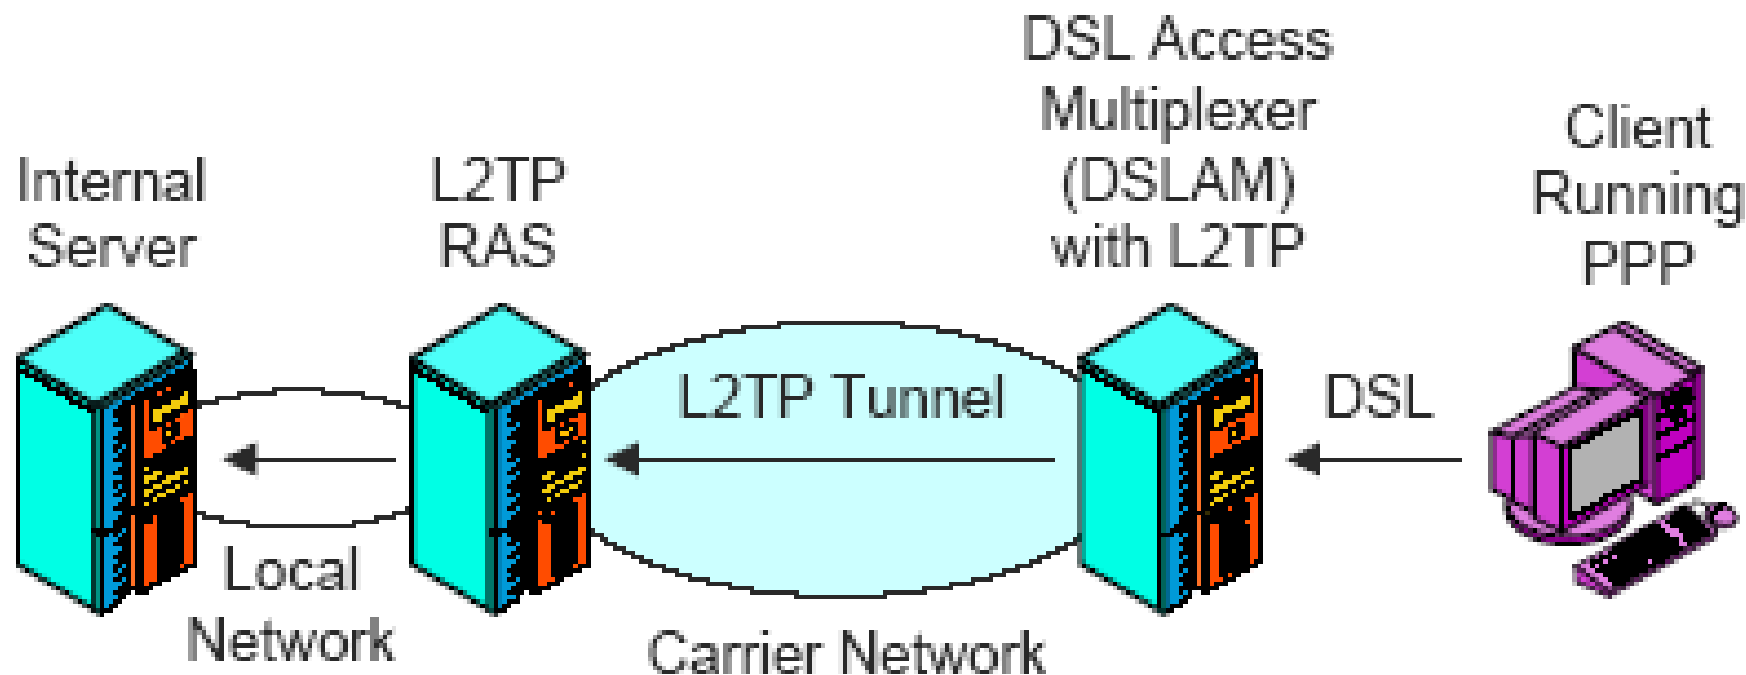 Internal
Server
L2TP
RAS
DSL Access
Multiplexer
(DSLAM)
with L2TP
Client
Running
PPP
L2TP Tunnel
DSL
Local
Network
Carrier Network